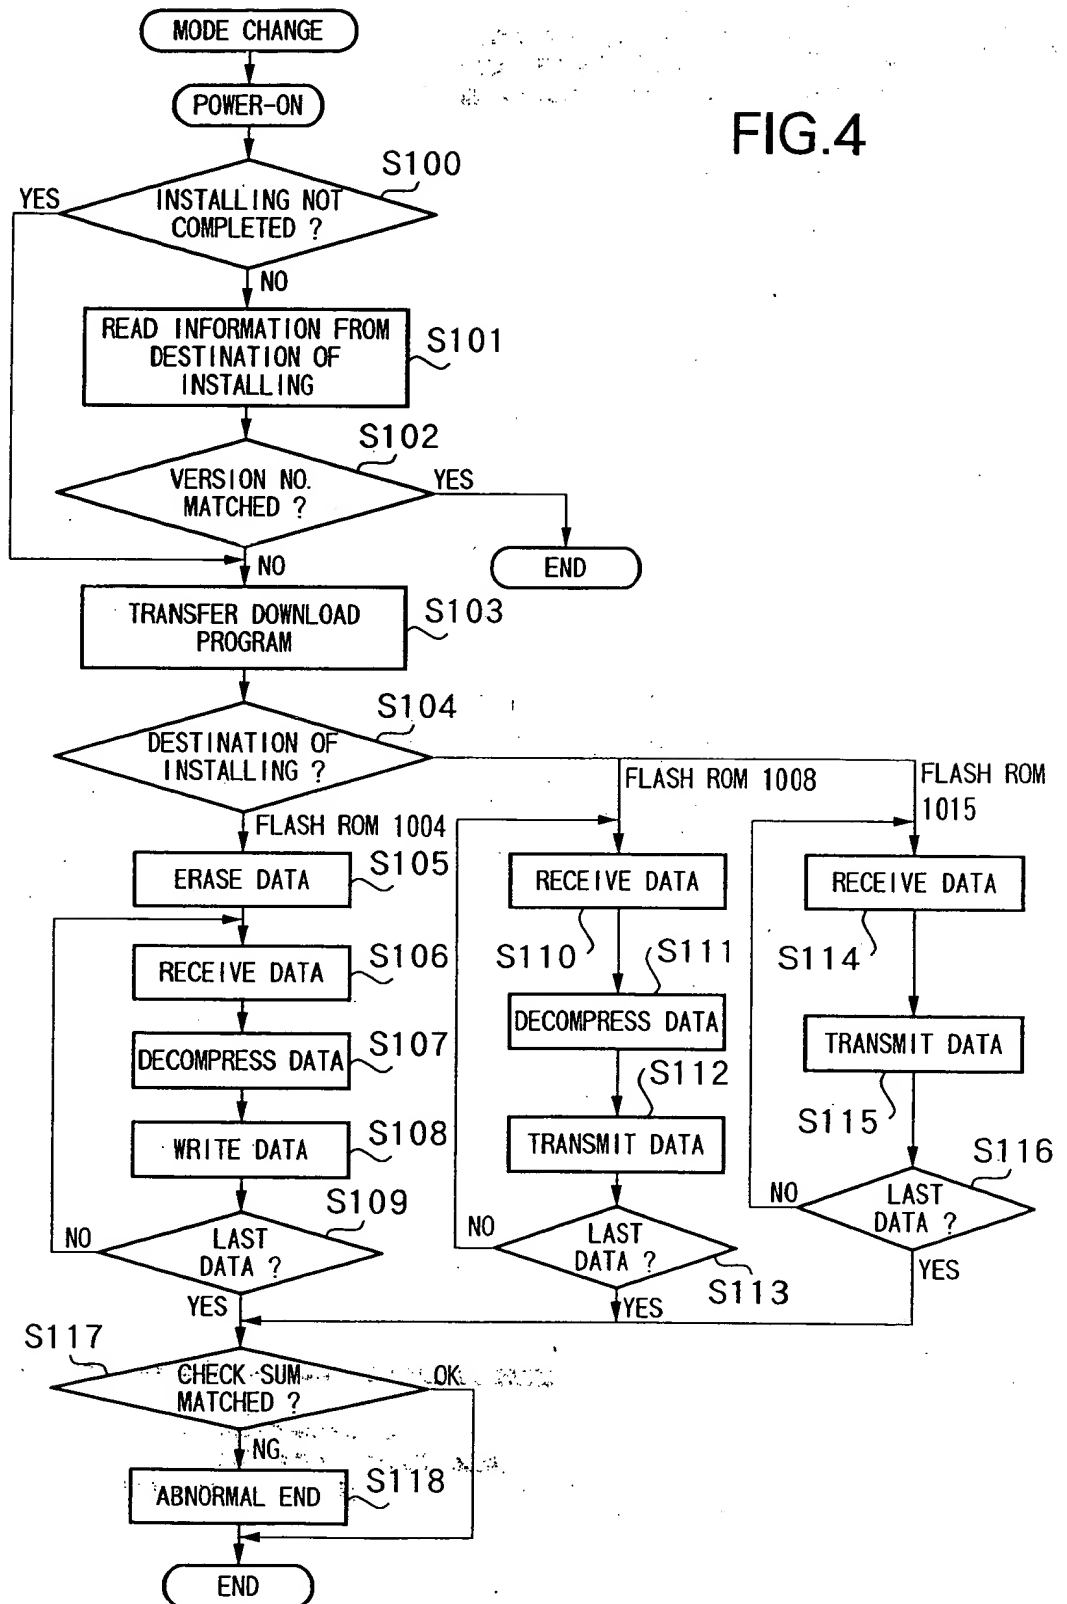 MODE CHANGE
POWER-ON
FIG.4
S100
YES
INSTALLING NOT
COMPLETED ?
NO
READ INFORMATION FROM
DESTINATION OF
INSTALLING
S101
S102
VERSION NO.
MATCHED ?
YES
END
NO
TRANSFER DOWNLOAD
PROGRAM
S103
S104
DESTINATION OF
INSTALLING ?
FLASH ROM 1004
FLASH ROM 1008
FLASH ROM
1015
ERASE DATA
S105
RECEIVE DATA
S106
DECOMPRESS DATA
S107
WRITE DATA
S108
S109
LAST
DATA ?
NO
YES
RECEIVE DATA
S110
S111
DECOMPRESS DATA
S112
TRANSMIT DATA
NO
LAST
DATA ?
S113
YES
RECEIVE DATA
S114
TRANSMIT DATA
S115
S116
NO
LAST
DATA ?
YES
S117
CHECK SUM
MATCHED ?
OK
NG
ABNORMAL END
S118
END